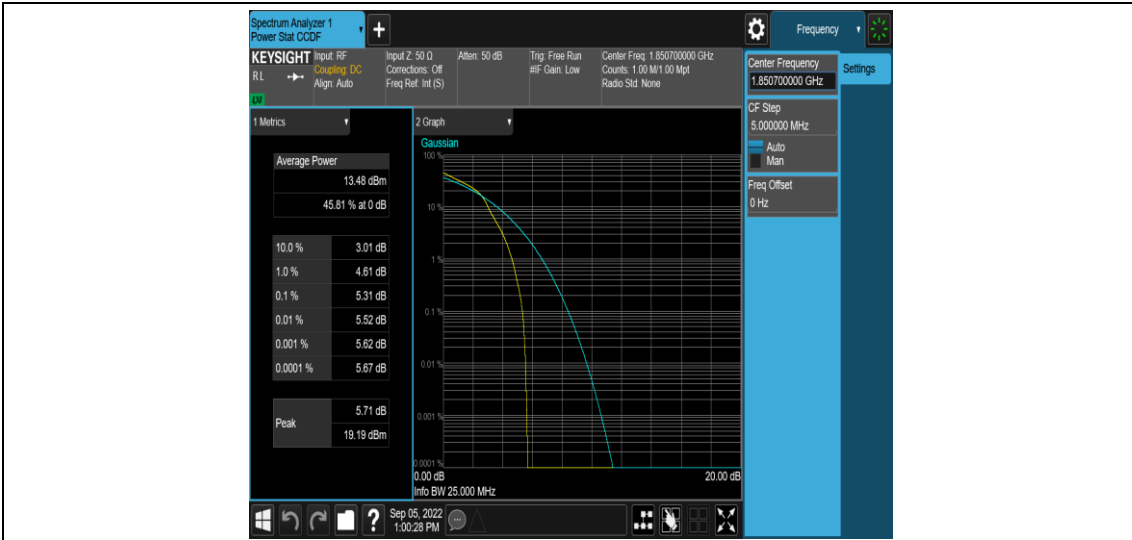 Spectrum Analyzer 1
Power Stat CCDF
+
Frequency
KEYSIGHT
RL
LXI
Input: RF
Coupling: DC
Align: Auto
Input Z: 50 Ω
Corrections: Off
Freq Ref: Int (S)
Atten: 50 dB
Trig: Free Run
#IF Gain: Low
Center Freq: 1.850700000 GHz
Counts: 1.00 M/1.00 Mpt
Radio Std: None
Center Frequency
1.850700000 GHz
Settings
CF Step
5.000000 MHz
Auto
Man
Freq Offset
0 Hz
1 Metrics
Average Power
13.48 dBm
45.81 % at 0 dB
10.0 % 3.01 dB
1.0 % 4.61 dB
0.1 % 5.31 dB
0.01 % 5.52 dB
0.001 % 5.62 dB
0.0001 % 5.67 dB
Peak
5.71 dB
19.19 dBm
2 Graph
Gaussian
100 %
10 %
1 %
0.1 %
0.01 %
0.001 %
0.0001 %
0.00 dB 20.00 dB
Info BW 25.000 MHz
?
Sep 05, 2022
1:00:28 PM